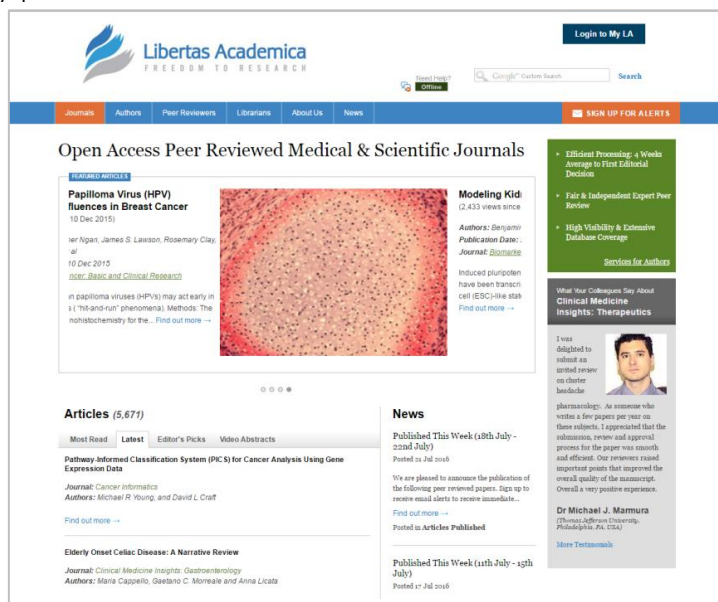 Login to My LA
Libertas Academica
FREEDOM TO RESEARCH
Need Help?
Offline
Google™ Custom Search
Search
Journals
Authors
Peer Reviewers
Librarians
About Us
News
SIGN UP FOR ALERTS
Open Access Peer Reviewed Medical & Scientific Journals
FEATURED ARTICLES
Papilloma Virus (HPV)
fluences in Breast Cancer
10 Dec 2015)
er Ngan, James S. Lawson, Rosemary Clay,
al
10 Dec 2015
ncer: Basic and Clinical Research
n papilloma viruses (HPVs) may act early in
s ( "hit-and-run" phenomena). Methods: The
nohistochemistry for the... Find out more →
Modeling Kid
(2,433 views since
Authors: Benjamin
Publication Date:
Journal: Biomarke
Induced pluripoten
have been transcri
cell (ESC)-like stat
Find out more →
Efficient Processing: 4 Weeks
Average to First Editorial
Decision
Fair & Independent Expert Peer
Review
High Visibility & Extensive
Database Coverage
Services for Authors
What Your Colleagues Say About
Clinical Medicine
Insights: Therapeutics
I was
delighted to
submit an
invited review
on cluster
headache
pharmacology. As someone who
writes a few papers per year on
these subjects, I appreciated that the
submission, review and approval
process for the paper was smooth
and efficient. Our reviewers raised
important points that improved the
overall quality of the manuscript.
Overall a very positive experience.
Dr Michael J. Marmura
(Thomas Jefferson University,
Philadelphia, PA, USA)
More Testimonials
Articles (5,671)
Most Read
Latest
Editor's Picks
Video Abstracts
Pathway-Informed Classification System (PICS) for Cancer Analysis Using Gene
Expression Data
Journal: Cancer Informatics
Authors: Michael R Young, and David L Craft
Find out more →
Elderly Onset Celiac Disease: A Narrative Review
Journal: Clinical Medicine Insights: Gastroenterology
Authors: Maria Cappello, Gaetano C. Morreale and Anna Licata
News
Published This Week (18th July -
22nd July)
Posted 21 Jul 2016
We are pleased to announce the publication of
the following peer reviewed papers. Sign up to
receive email alerts to receive immediate...
Find out more →
Posted in Articles Published
Published This Week (11th July - 15th
July)
Posted 17 Jul 2016